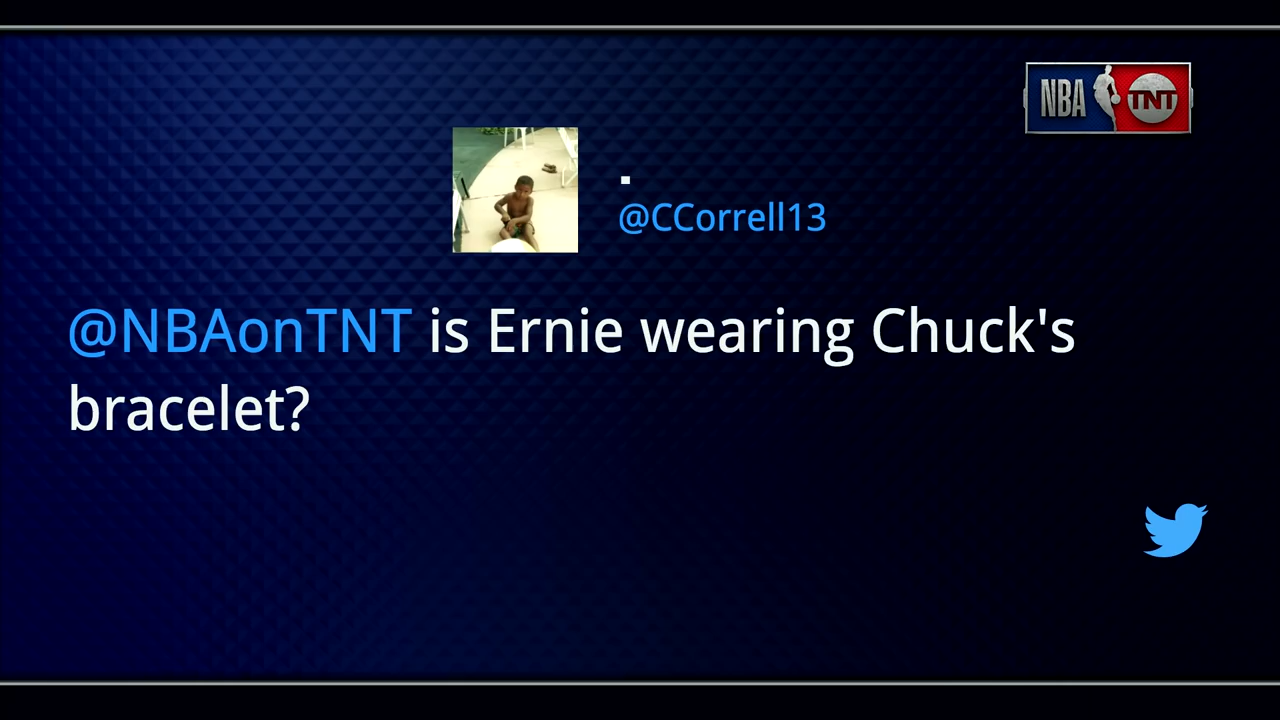 NBA TNT
.
@CCorrell13
@NBAonTNT is Ernie wearing Chuck's
bracelet?